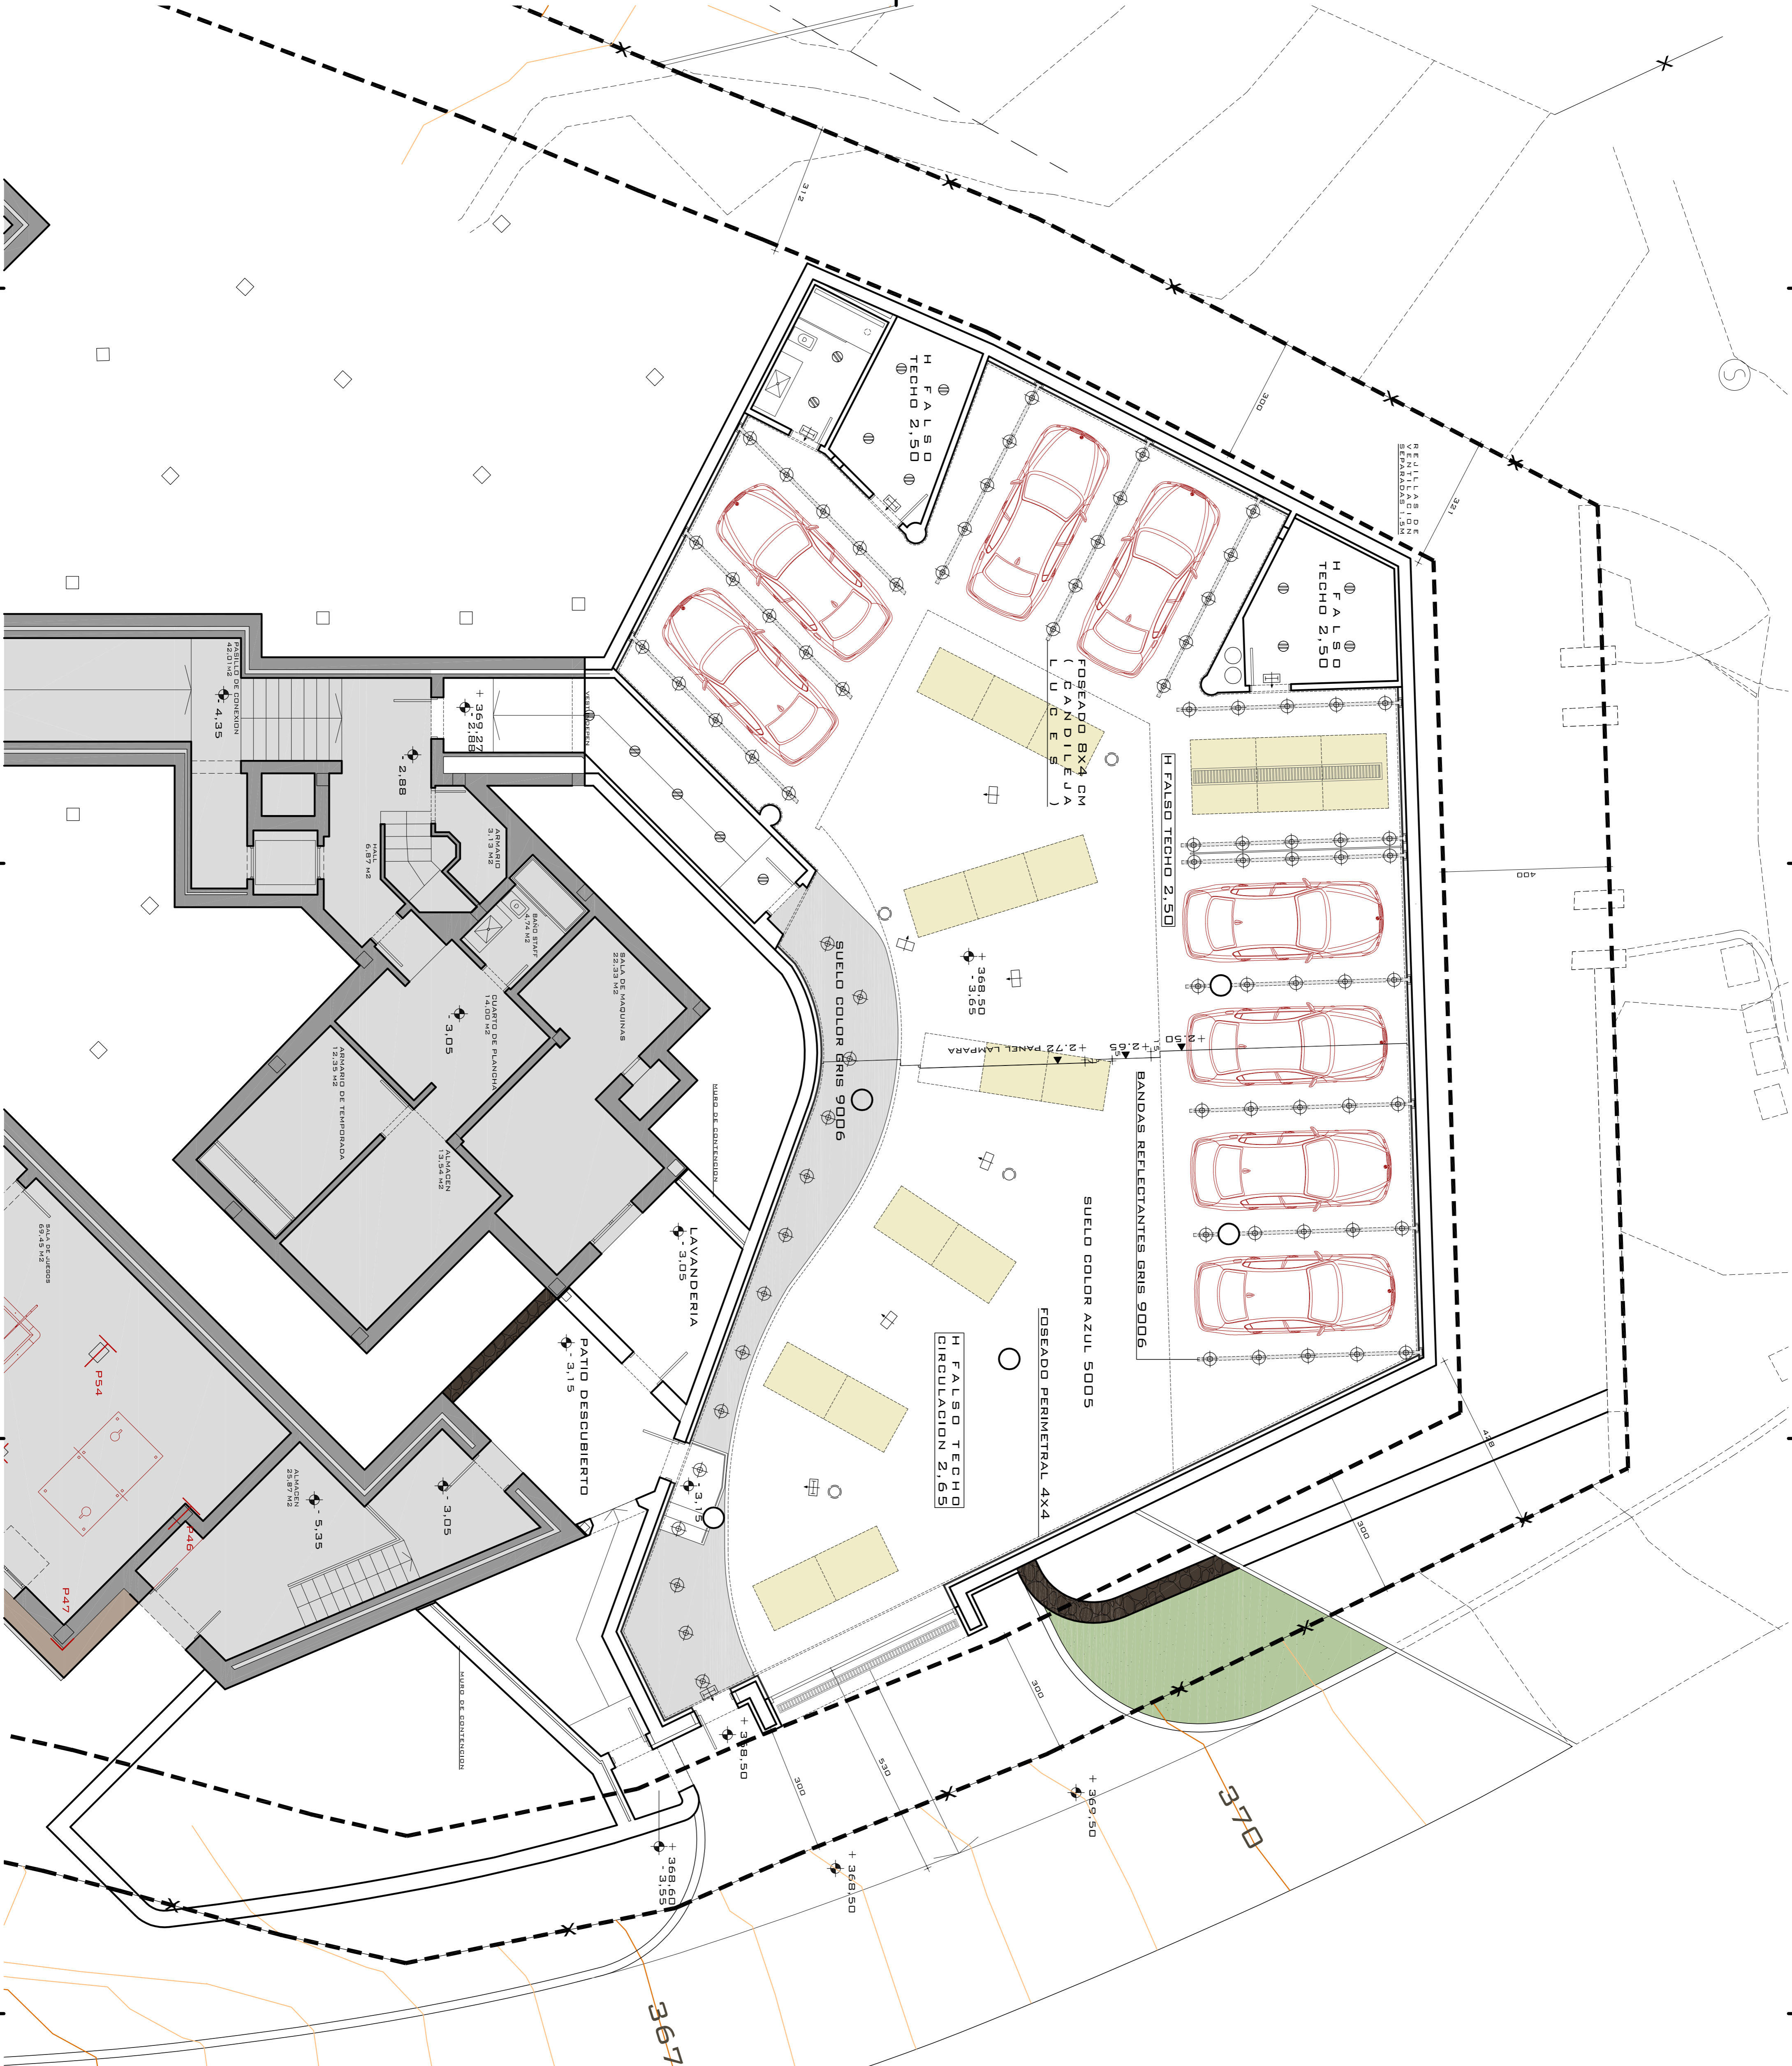 312
300
321
REJILLAS DE
VENTILACION
SEPARADAS 1.5M
H FALSO
TECHO 2,50
H FALSO
TECHO 2,50
FOSEADO 8X4 CM
( CANDILEJA
L U C E S )
H FALSO TECHO 2,50
400
PASILLO DE CONEXION
42,01M2
- 4,35
+ 369,27
- 2,88
- 2,88
ARMARIO
3,13 M2
HALL
6,87 M2
BAÑO STAFF
4,74 M2
SALA DE MAQUINAS
22,33 M2
CUARTO DE PLANCHA
14,00 M2
- 3,05
ARMARIO DE TEMPORADA
12,35 M2
ALMACEN
13,54 M2
SUELO COLOR GRIS 9006
+ 368,50
- 3,65
+2.72 PANEL LAMPARA
+2.65
+2.50
MURO DE CONTENCION
BANDAS REFLECTANTES GRIS 9006
SUELO COLOR AZUL 5005
FOSEADO PERIMETRAL 4x4
H FALSO TECHO
CIRCULACION 2,65
LAVANDERIA
- 3,05
PATIO DESCUBIERTO
- 3,15
SALA DE JUEGOS
69,45 M2
P54
P46
P47
ALMACEN
25,87 M2
- 5,35
- 3,05
- 3,15
428
300
300
300
530
MURO DE CONTENCION
+ 368,50
+ 369,50
+ 368,50
+ 368,60
- 3,55
370
367